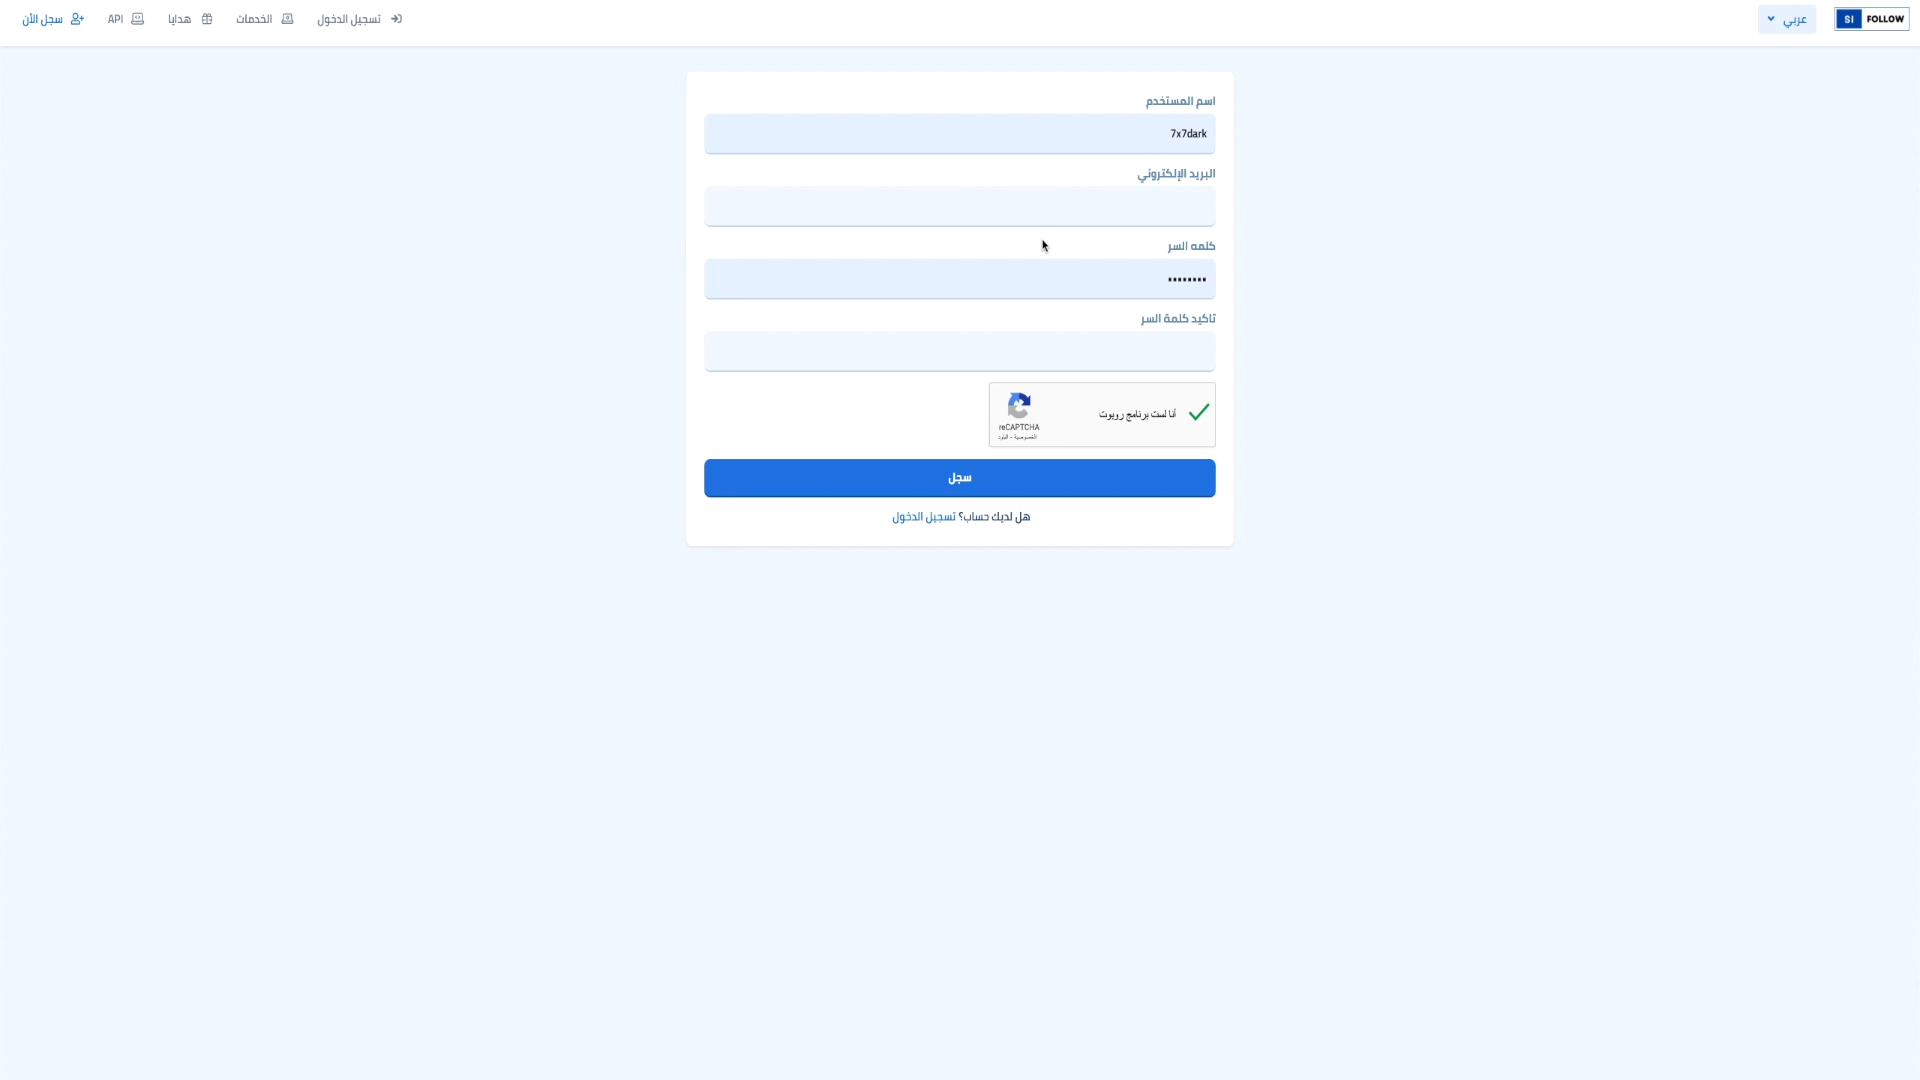 SI FOLLOW
عربي
تسجيل الدخول
الخدمات
هدايا
API
سجل الأن
اسم المستخدم
7x7dark
البريد الإلكتروني
كلمه السر
تاكيد كلمة السر
أنا لست برنامج روبوت
reCAPTCHA
الخصوصية - البنود
سجل
هل لديك حساب؟ تسجيل الدخول